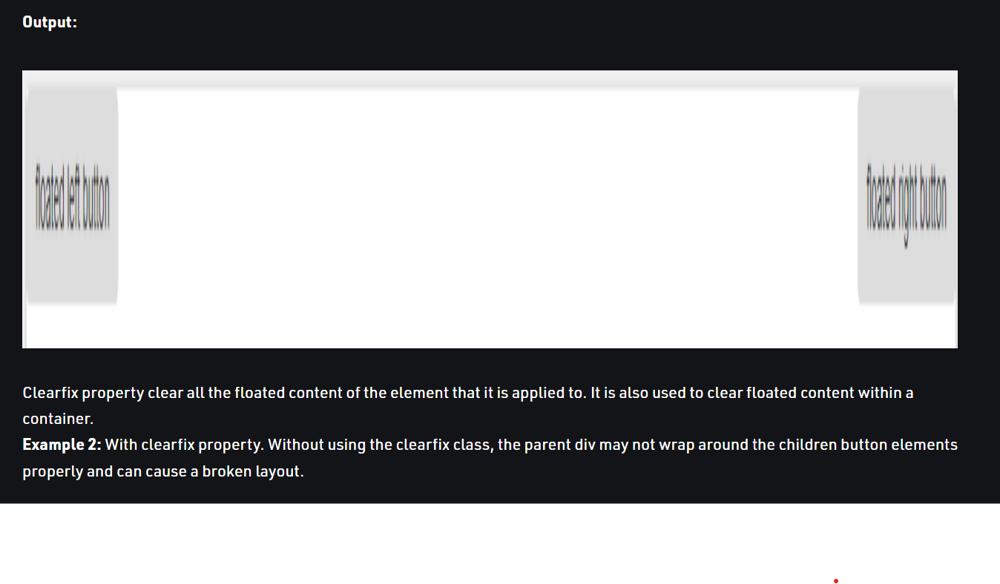 Output:
floated left button
floated right button
Clearfix property clear all the floated content of the element that it is applied to. It is also used to clear floated content within a
container.
Example 2: With clearfix property. Without using the clearfix class, the parent div may not wrap around the children button elements
properly and can cause a broken layout.